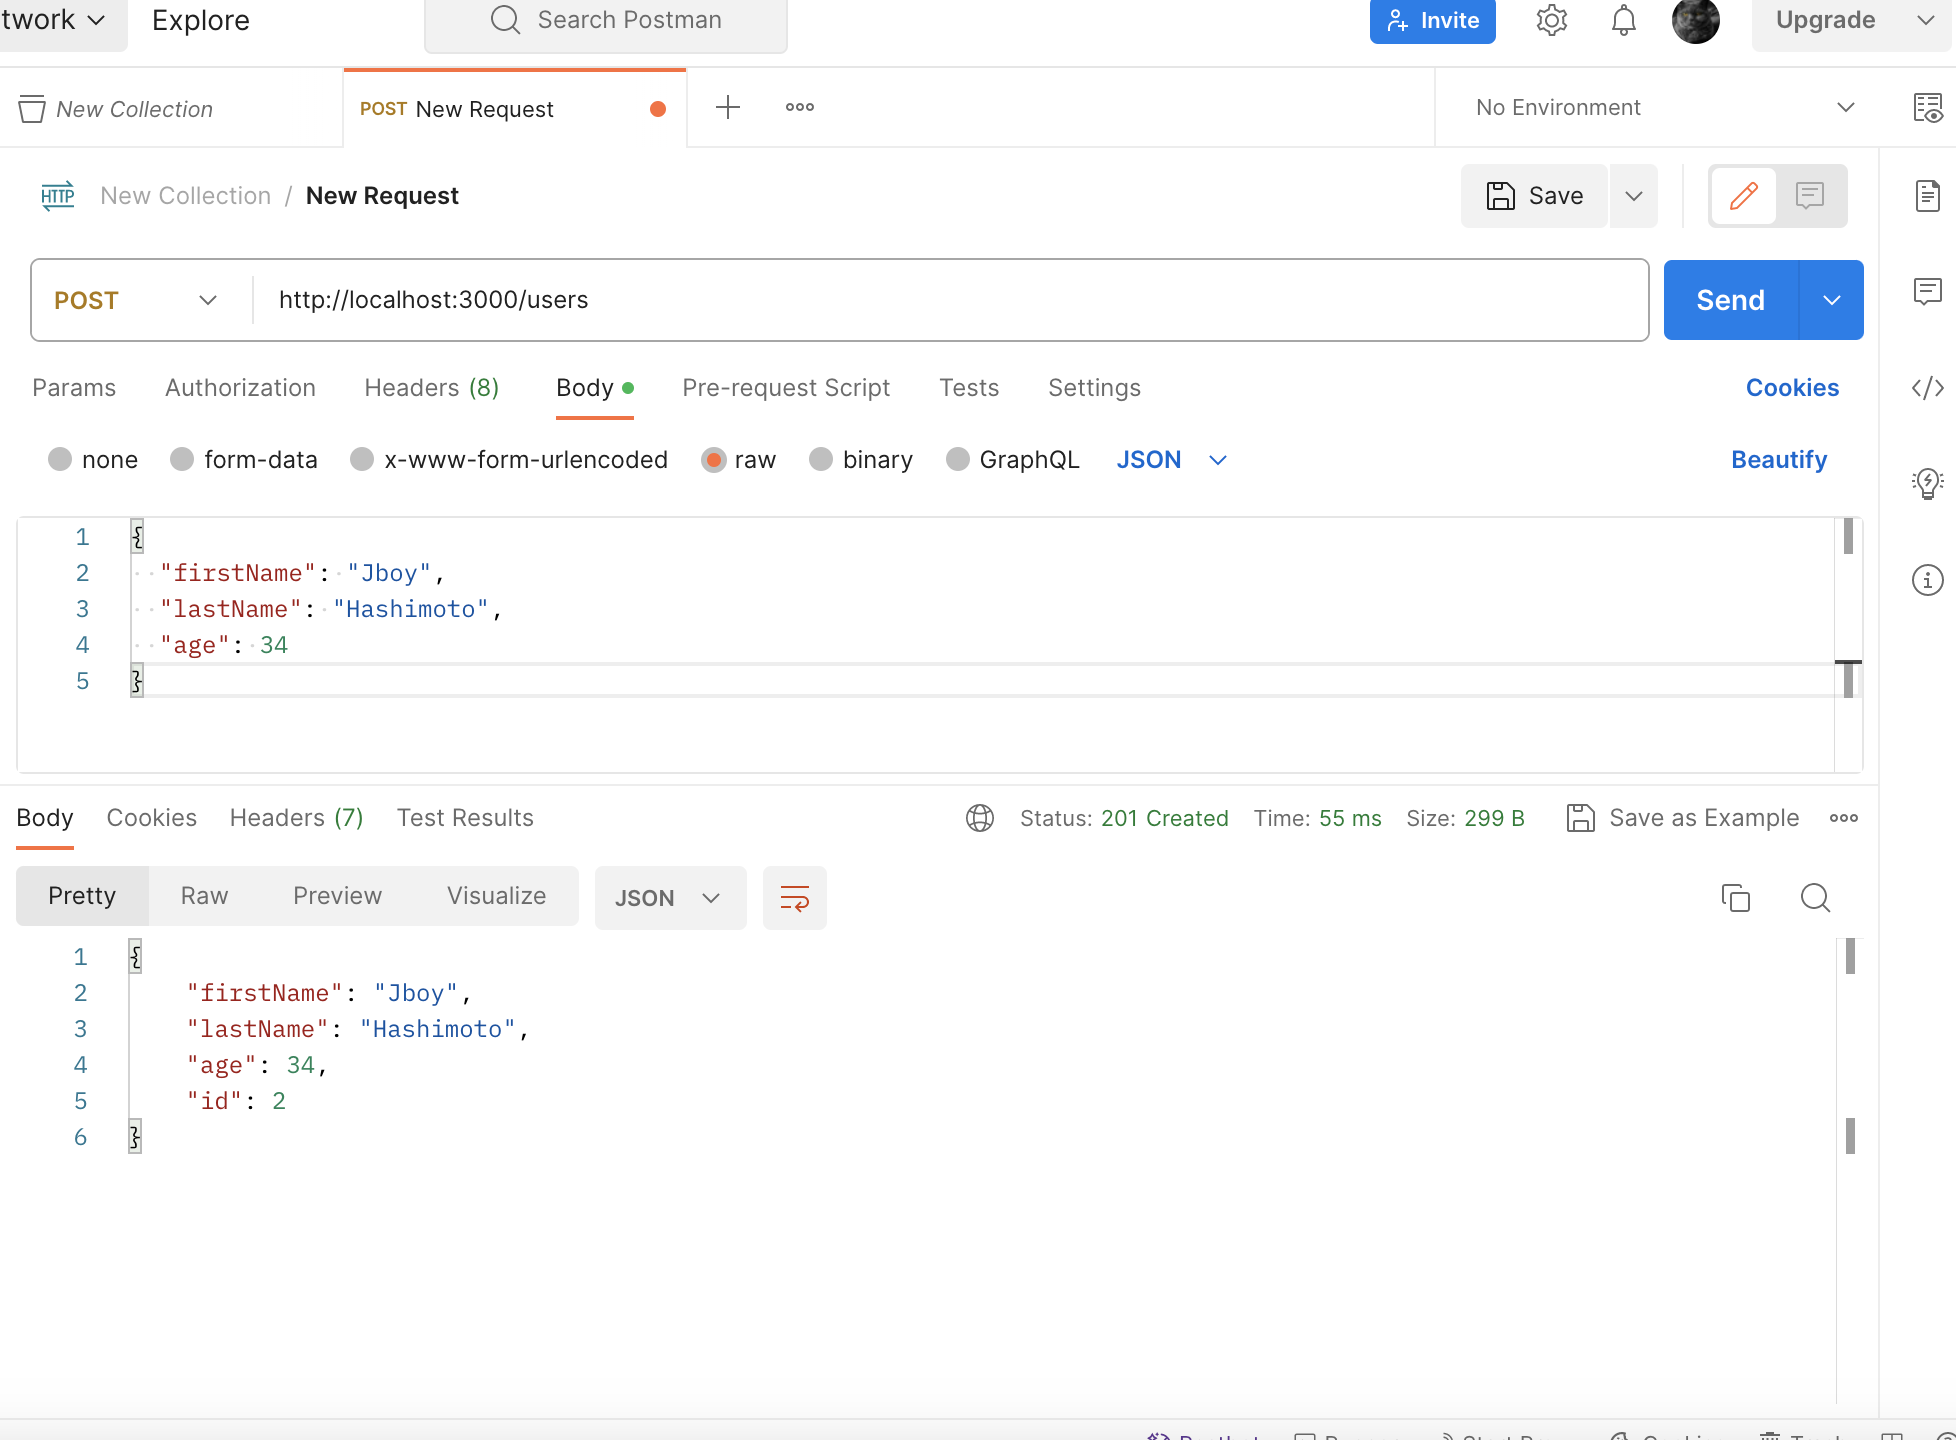 twork Explore Search Postman Invite Upgrade
New Collection POST New Request No Environment
HTTP New Collection / New Request Save
POST http://localhost:3000/users Send
Params Authorization Headers (8) Body Pre-request Script Tests Settings Cookies
none form-data x-www-form-urlencoded raw binary GraphQL JSON Beautify
1 {
2 "firstName": "Jboy",
3 "lastName": "Hashimoto",
4 "age": 34
5 }
Body Cookies Headers (7) Test Results Status: 201 Created Time: 55 ms Size: 299 B Save as Example
Pretty Raw Preview Visualize JSON
1 {
2 "firstName": "Jboy",
3 "lastName": "Hashimoto",
4 "age": 34,
5 "id": 2
6 }